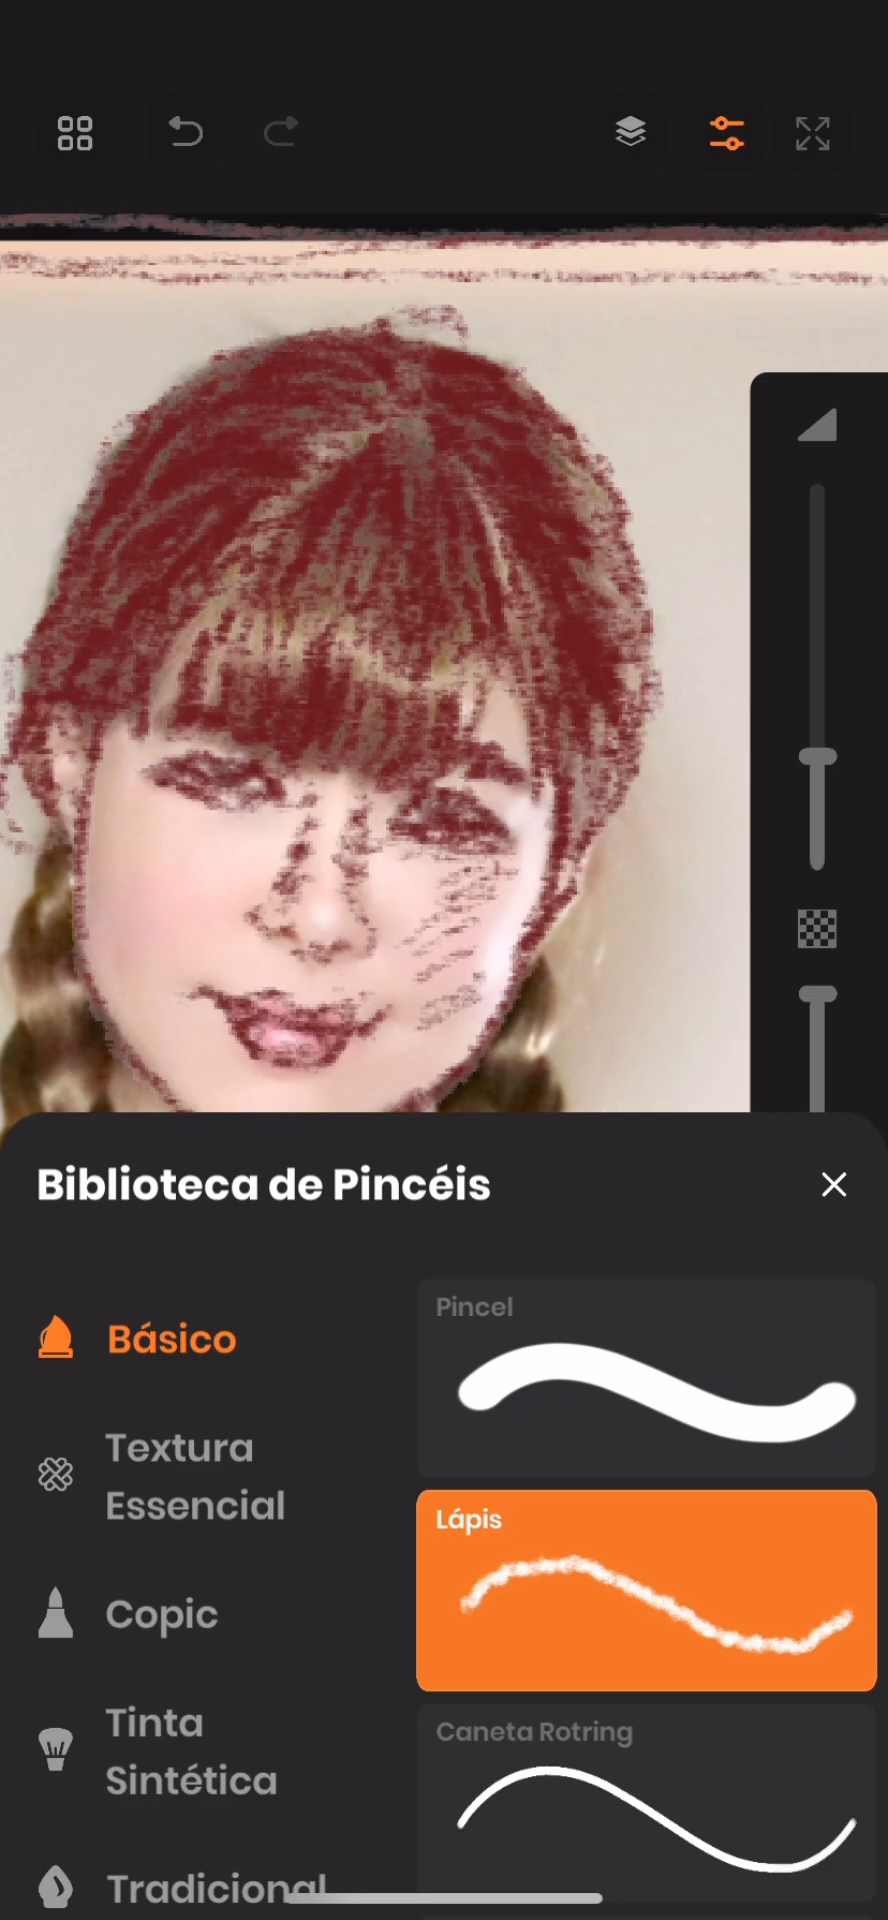 Biblioteca de Pincéis
Básico
Textura
Essencial
Copic
Tinta
Sintética
Tradicional
Pincel
Lápis
Caneta Rotring